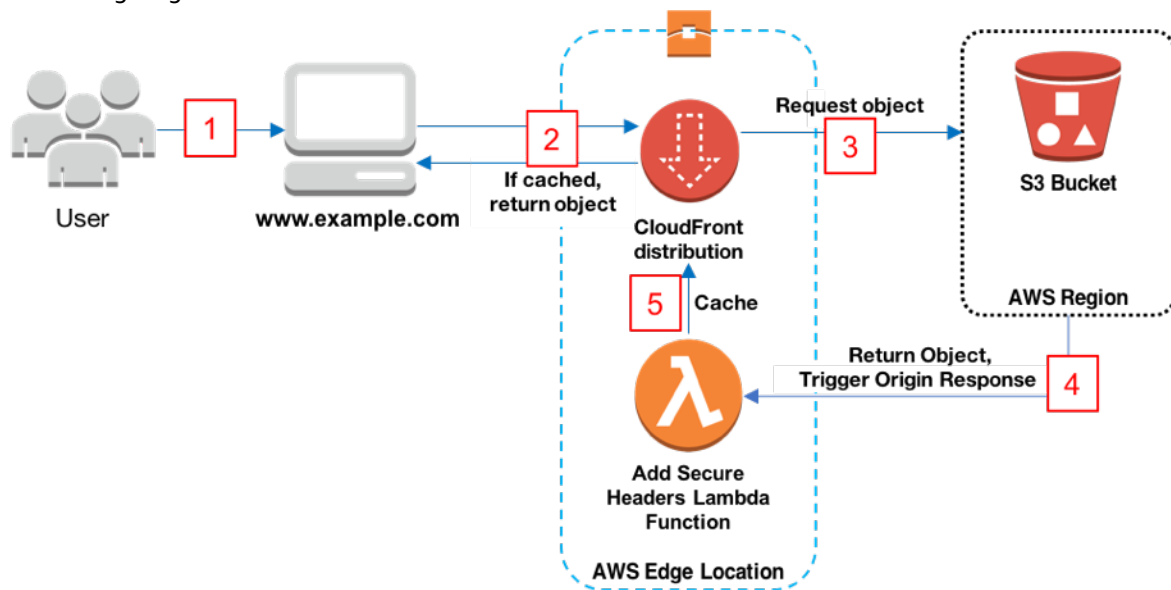 1
2
Request object
3
S3 Bucket
User
www.example.com
If cached,
return object
CloudFront
distribution
5
Cache
AWS Region
Return Object,
Trigger Origin Response
4
λ
Add Secure
Headers Lambda
Function
AWS Edge Location